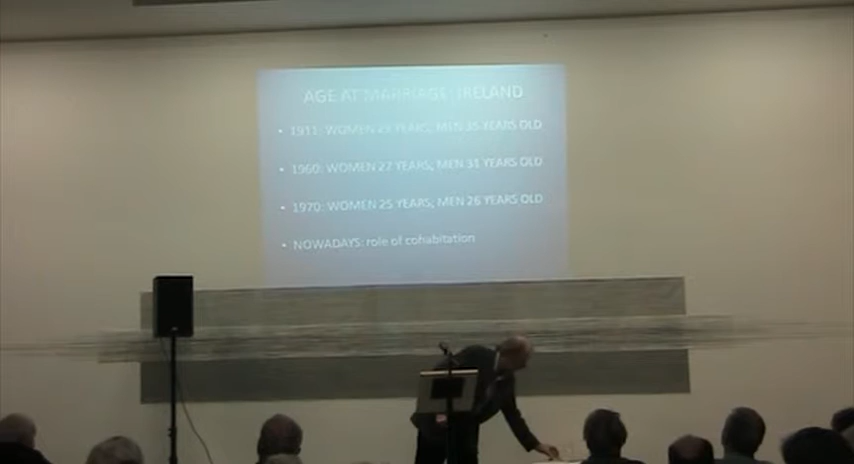 AGE AT MARRIAGE: IRELAND
• 1911: WOMEN 29 YEARS; MEN 35 YEARS OLD
• 1960: WOMEN 27 YEARS; MEN 31 YEARS OLD
• 1970: WOMEN 25 YEARS; MEN 26 YEARS OLD
• NOWADAYS: role of cohabitation